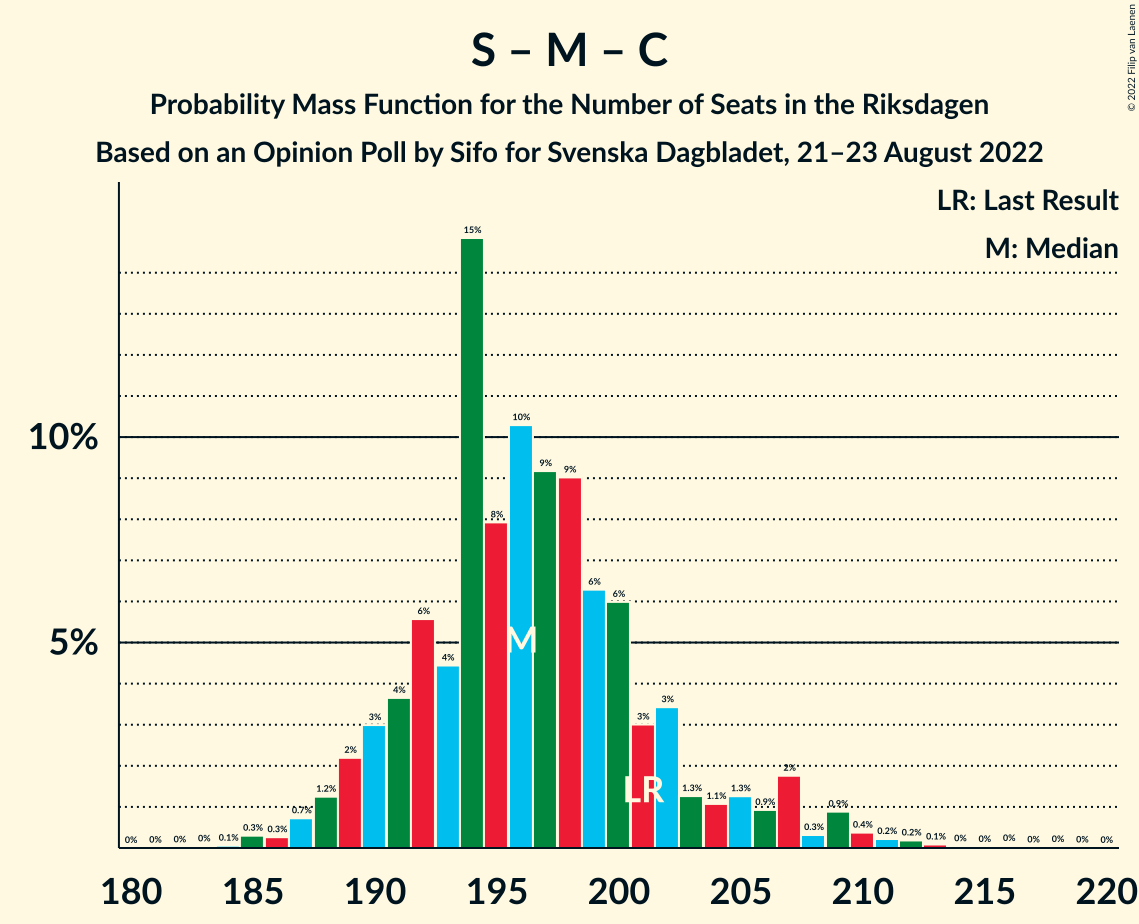 S – M – C
Probability Mass Function for the Number of Seats in the Riksdagen
Based on an Opinion Poll by Sifo for Svenska Dagbladet, 21–23 August 2022
© 2022 Filip van Laenen
LR: Last Result
M: Median
10%
5%
0% 0% 0% 0% 0.1% 0.3% 0.3% 0.7% 1.2% 2% 3% 4% 6% 4% 15% 8% 10% 9% 9% 6% 6% 3% 3% 1.3% 1.1% 1.3% 0.9% 2% 0.3% 0.9% 0.4% 0.2% 0.2% 0.1% 0% 0% 0% 0% 0% 0% 0%
M
LR
180 185 190 195 200 205 210 215 220